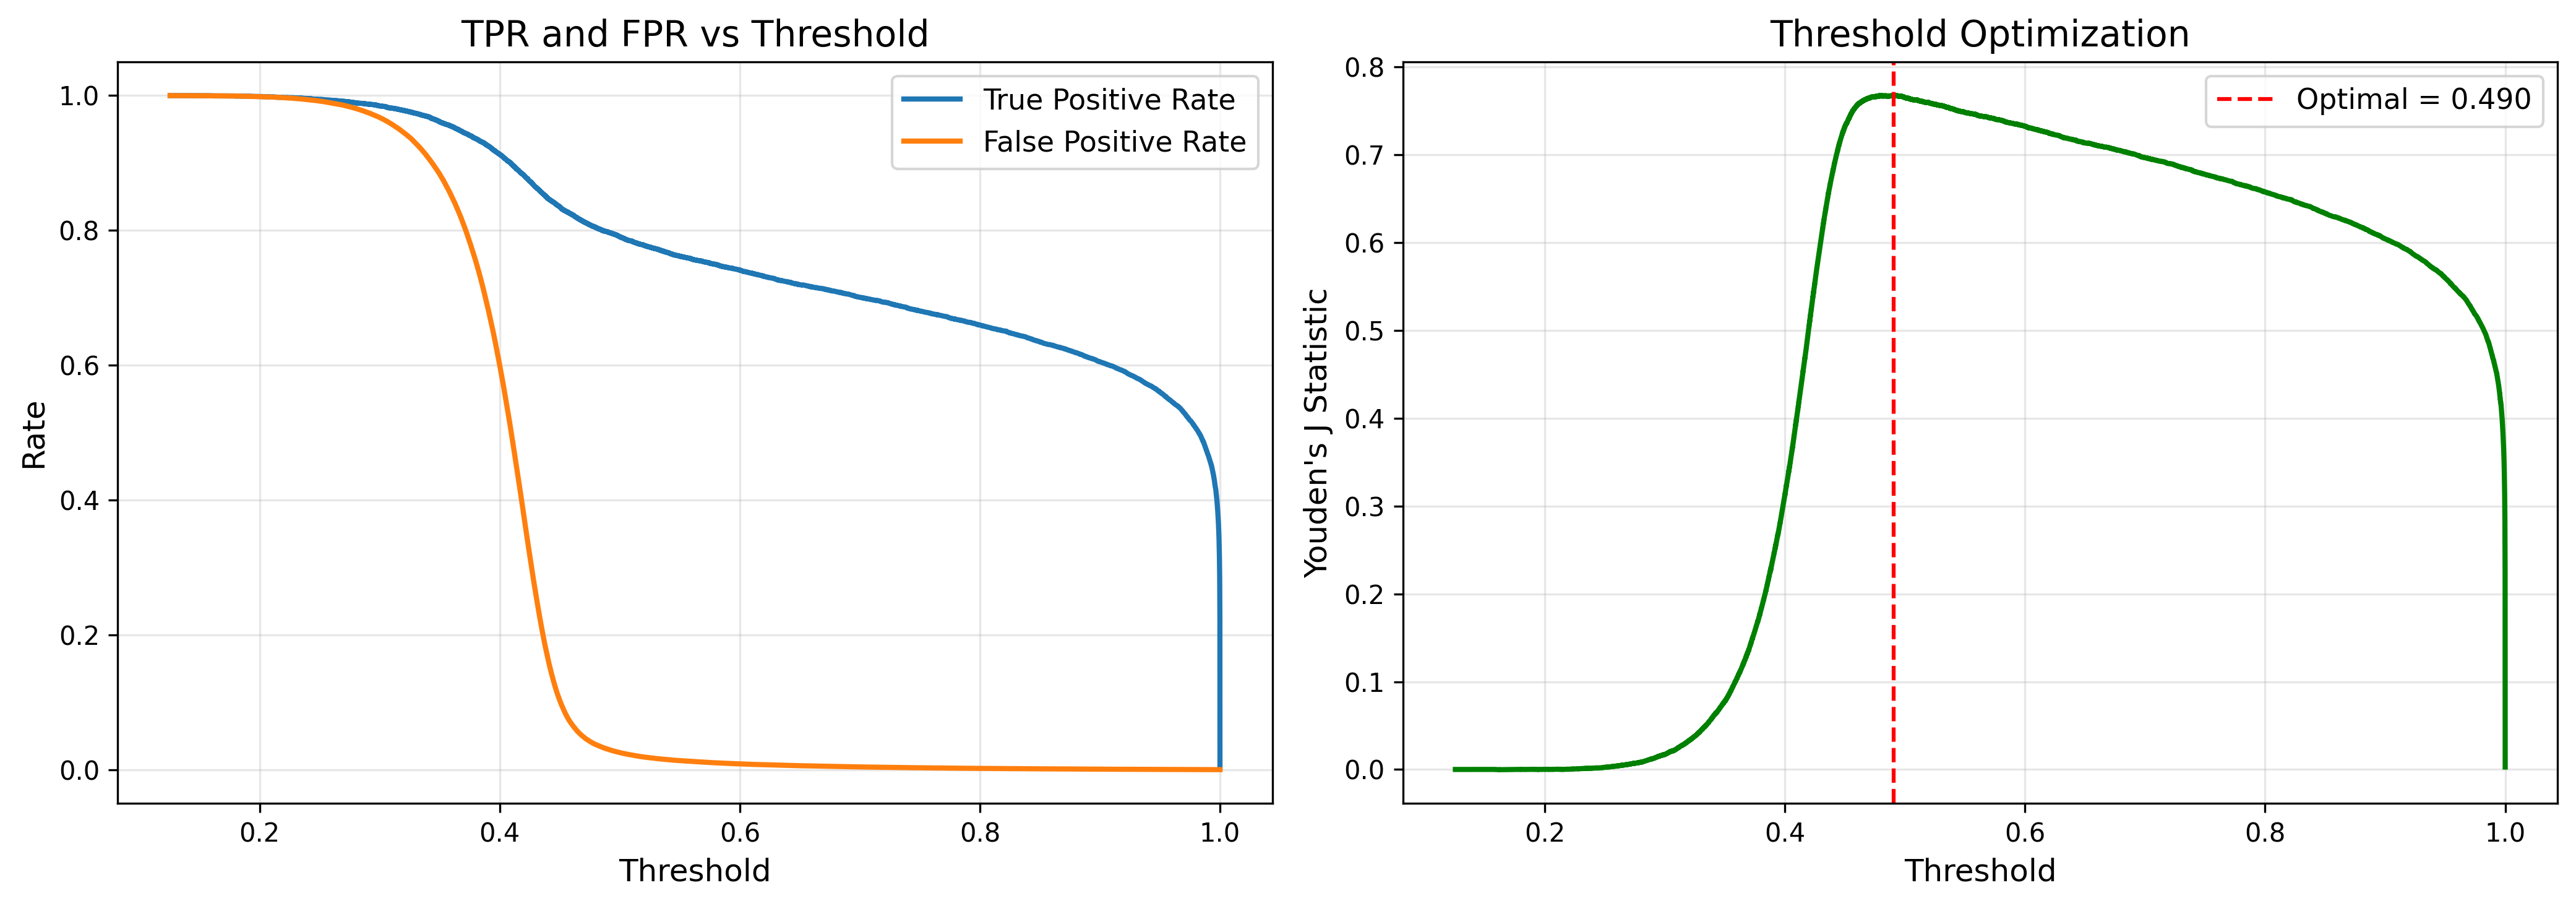 TPR and FPR vs Threshold
True Positive Rate
False Positive Rate
Rate
1.0
0.8
0.6
0.4
0.2
0.0
0.2 0.4 0.6 0.8 1.0
Threshold
Threshold Optimization
Optimal = 0.490
Youden's J Statistic
0.8
0.7
0.6
0.5
0.4
0.3
0.2
0.1
0.0
0.2 0.4 0.6 0.8 1.0
Threshold